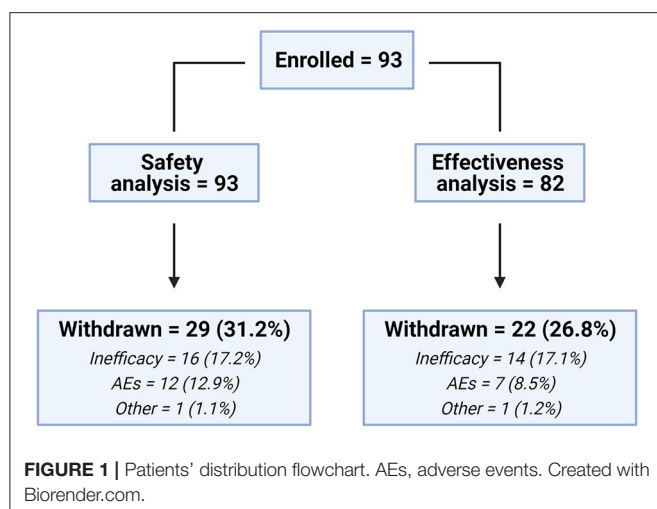 Enrolled = 93
Safety
analysis = 93
Effectiveness
analysis = 82
Withdrawn = 29 (31.2%)
Inefficacy = 16 (17.2%)
AEs = 12 (12.9%)
Other = 1 (1.1%)
Withdrawn = 22 (26.8%)
Inefficacy = 14 (17.1%)
AEs = 7 (8.5%)
Other = 1 (1.2%)
FIGURE 1 | Patients’ distribution flowchart. AEs, adverse events. Created with
Biorender.com.